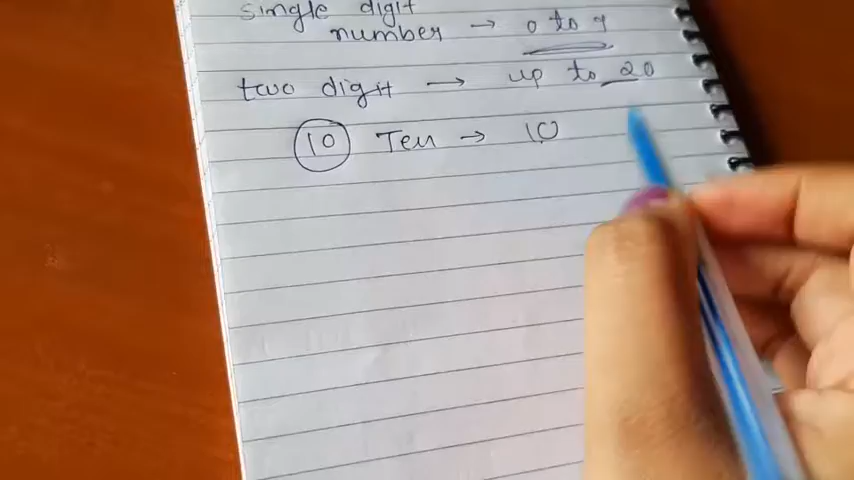 single digit
number → 0 to 9
two digit → up to 20
10 Ten → 10